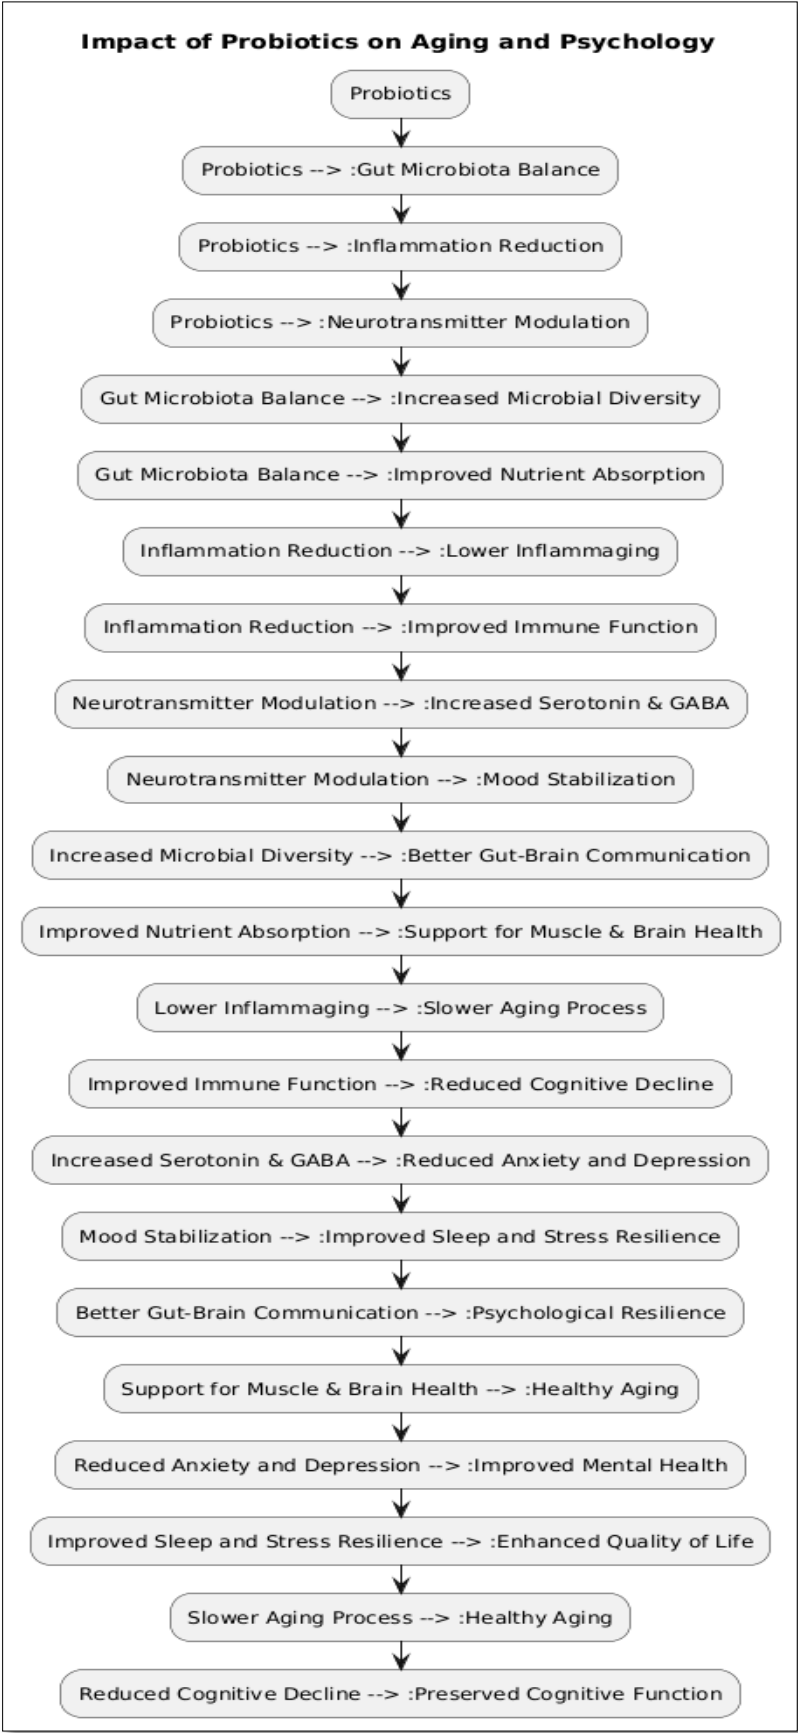 Impact of Probiotics on Aging and Psychology
Probiotics
Probiotics --> :Gut Microbiota Balance
Probiotics --> :Inflammation Reduction
Probiotics --> :Neurotransmitter Modulation
Gut Microbiota Balance --> :Increased Microbial Diversity
Gut Microbiota Balance --> :Improved Nutrient Absorption
Inflammation Reduction --> :Lower Inflammaging
Inflammation Reduction --> :Improved Immune Function
Neurotransmitter Modulation --> :Increased Serotonin & GABA
Neurotransmitter Modulation --> :Mood Stabilization
Increased Microbial Diversity --> :Better Gut-Brain Communication
Improved Nutrient Absorption --> :Support for Muscle & Brain Health
Lower Inflammaging --> :Slower Aging Process
Improved Immune Function --> :Reduced Cognitive Decline
Increased Serotonin & GABA --> :Reduced Anxiety and Depression
Mood Stabilization --> :Improved Sleep and Stress Resilience
Better Gut-Brain Communication --> :Psychological Resilience
Support for Muscle & Brain Health --> :Healthy Aging
Reduced Anxiety and Depression --> :Improved Mental Health
Improved Sleep and Stress Resilience --> :Enhanced Quality of Life
Slower Aging Process --> :Healthy Aging
Reduced Cognitive Decline --> :Preserved Cognitive Function